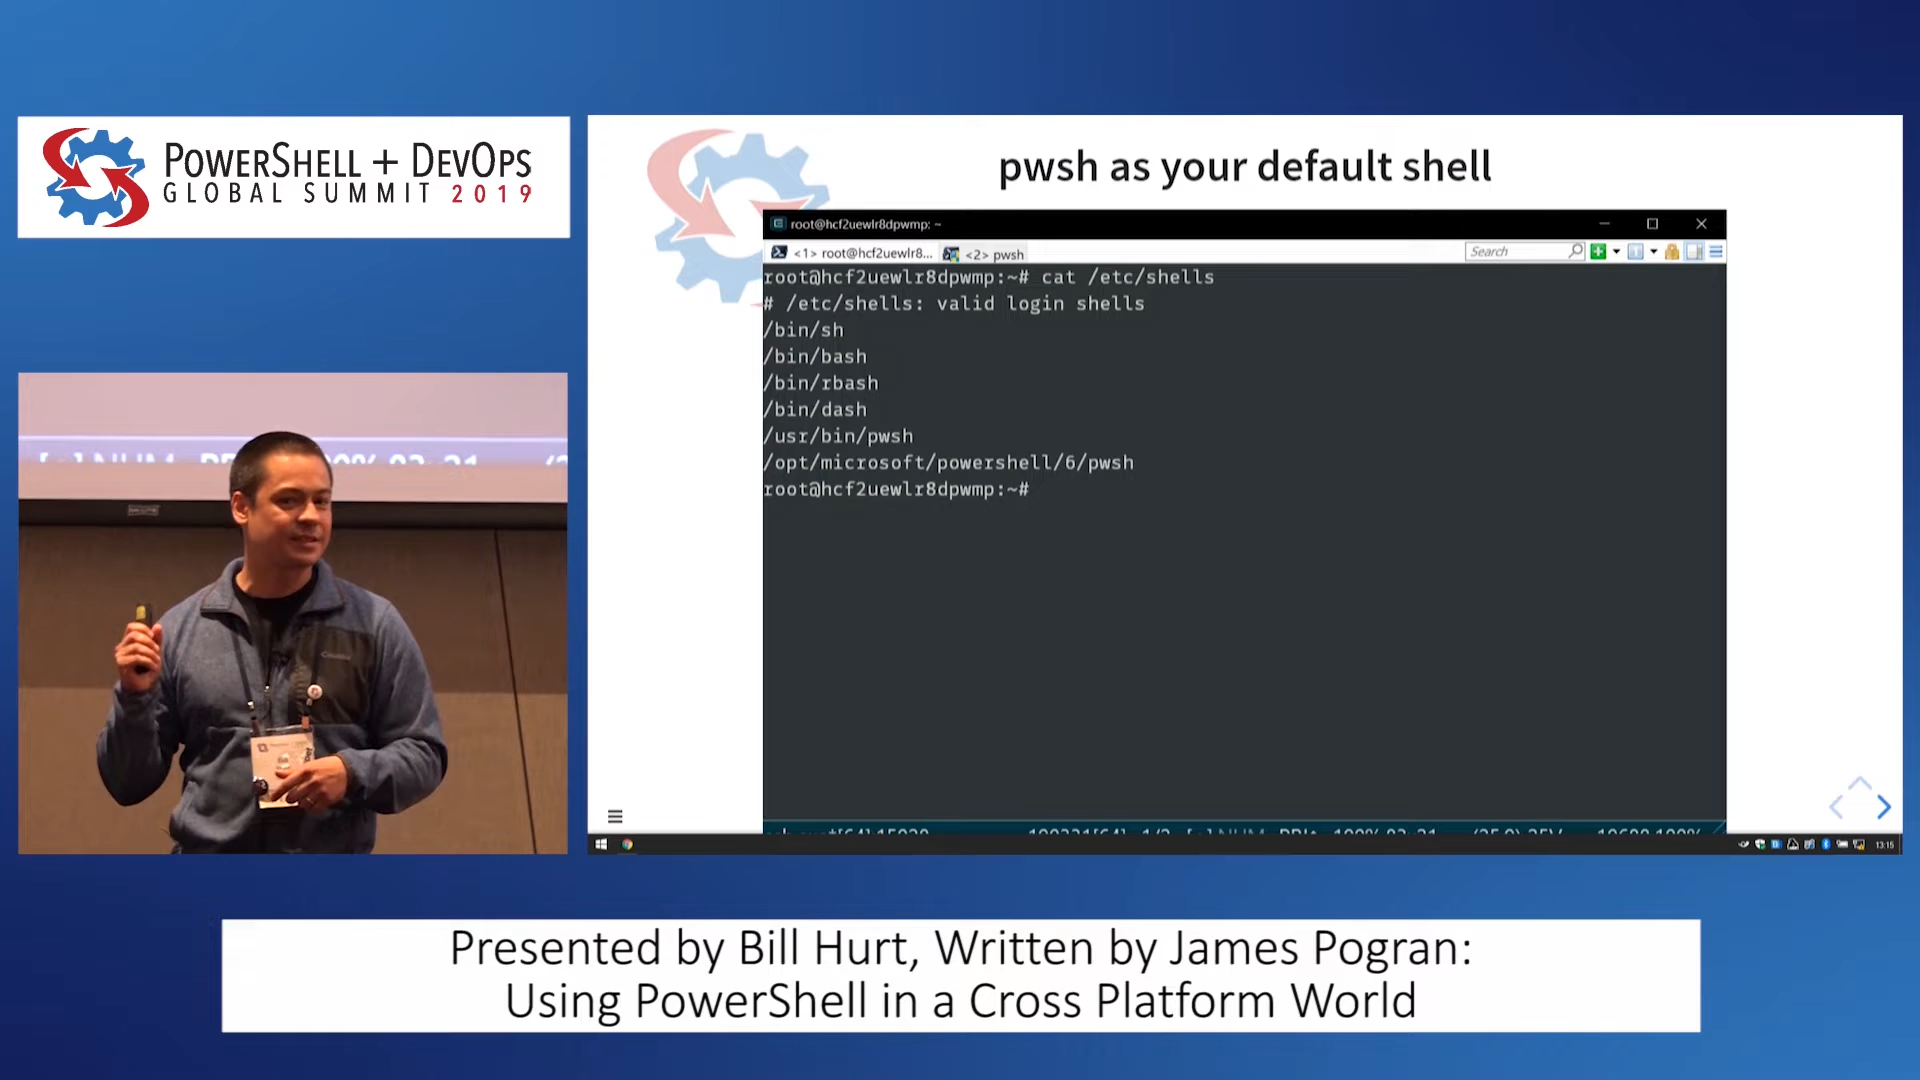 POWERSHELL + DEVOPS
GLOBAL SUMMIT 2019
pwsh as your default shell
root@hcf2uewlr8dpwmp: ~
<1> root@hcf2uewlr8... <2> pwsh
Search
root@hcf2uewlr8dpwmp:~# cat /etc/shells
# /etc/shells: valid login shells
/bin/sh
/bin/bash
/bin/rbash
/bin/dash
/usr/bin/pwsh
/opt/microsoft/powershell/6/pwsh
root@hcf2uewlr8dpwmp:~#
13:15
Columbia
Presented by Bill Hurt, Written by James Pogran:
Using PowerShell in a Cross Platform World